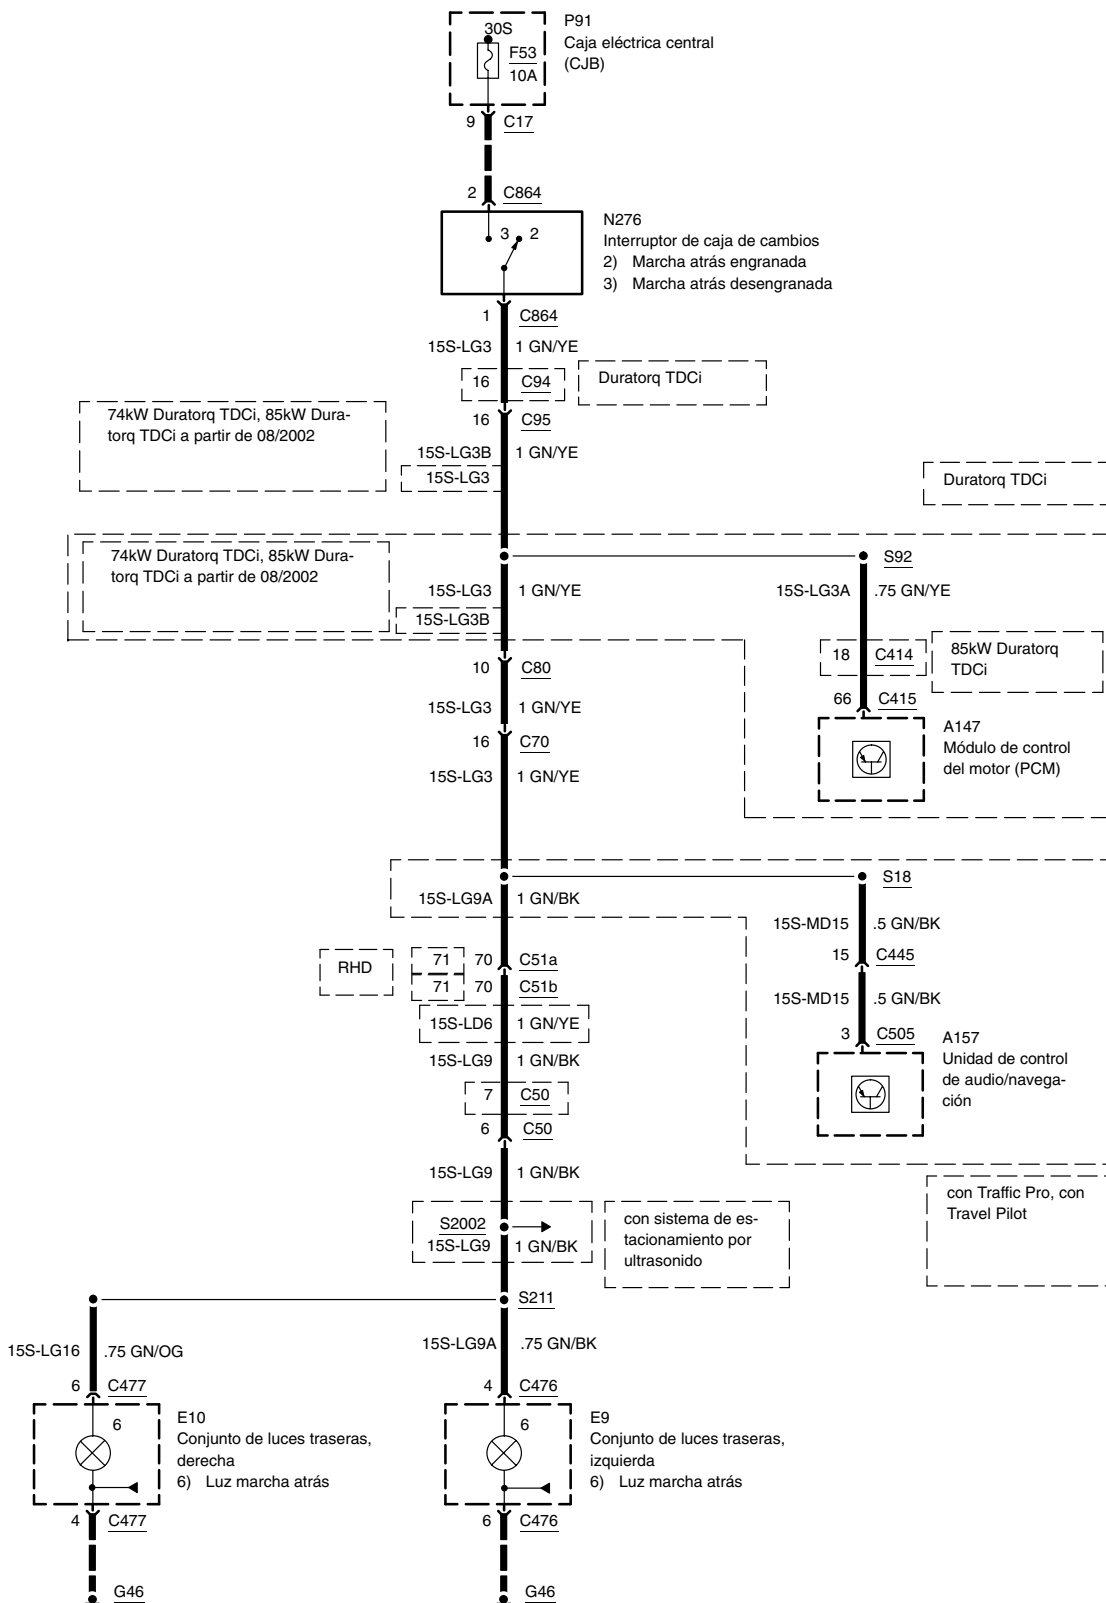 P91
Caja eléctrica central
(CJB)
30S
F53
10A
9 C17
2 C864
3 2
N276
Interruptor de caja de cambios
2) Marcha atrás engranada
3) Marcha atrás desengranada
1 C864
15S-LG3 1 GN/YE
16 C94
Duratorq TDCi
16 C95
74kW Duratorq TDCi, 85kW Dura-
torq TDCi a partir de 08/2002
15S-LG3B 1 GN/YE
15S-LG3
Duratorq TDCi
74kW Duratorq TDCi, 85kW Dura-
torq TDCi a partir de 08/2002
S92
15S-LG3 1 GN/YE
15S-LG3A .75 GN/YE
15S-LG3B
18 C414
85kW Duratorq
TDCi
10 C80
66 C415
15S-LG3 1 GN/YE
A147
Módulo de control
del motor (PCM)
16 C70
15S-LG3 1 GN/YE
S18
15S-LG9A 1 GN/BK
15S-MD15 .5 GN/BK
RHD
71 70 C51a
15 C445
71 70 C51b
15S-MD15 .5 GN/BK
15S-LD6 1 GN/YE
3 C505
15S-LG9 1 GN/BK
A157
Unidad de control
de audio/navega-
ción
7 C50
6 C50
15S-LG9 1 GN/BK
con Traffic Pro, con
Travel Pilot
S2002
15S-LG9 1 GN/BK
con sistema de es-
tacionamiento por
ultrasonido
S211
15S-LG16 .75 GN/OG
15S-LG9A .75 GN/BK
6 C477
4 C476
6
E10
Conjunto de luces traseras,
derecha
6) Luz marcha atrás
6
E9
Conjunto de luces traseras,
izquierda
6) Luz marcha atrás
4 C477
6 C476
G46
G46